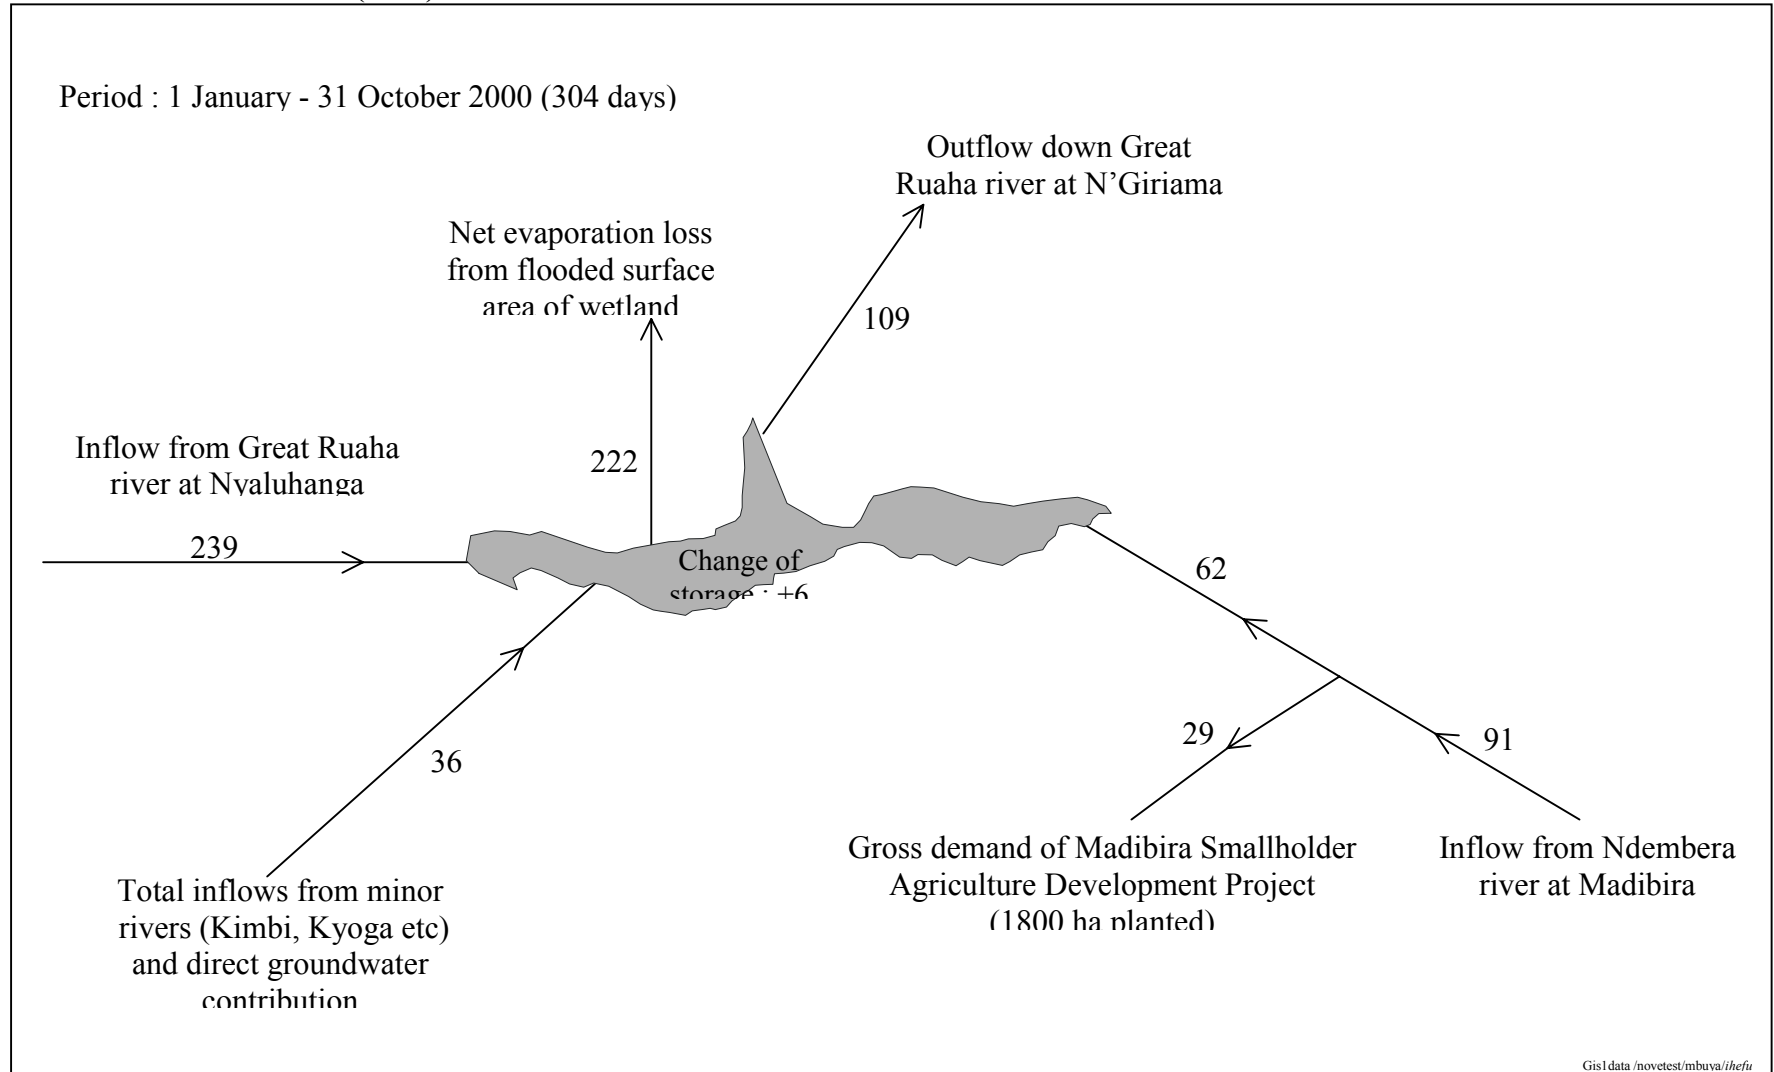 Period : 1 January - 31 October 2000 (304 days)
Outflow down Great
Ruaha river at N'Giriama
Net evaporation loss
from flooded surface
area of wetland
109
222
Inflow from Great Ruaha
river at Nyaluhanga
239
Change of
storage : +6
62
36
29
91
Gross demand of Madibira Smallholder
Agriculture Development Project
(1800 ha planted)
Inflow from Ndembera
river at Madibira
Total inflows from minor
rivers (Kimbi, Kyoga etc)
and direct groundwater
contribution
Gis1data /novetest/mbuya/ihefu